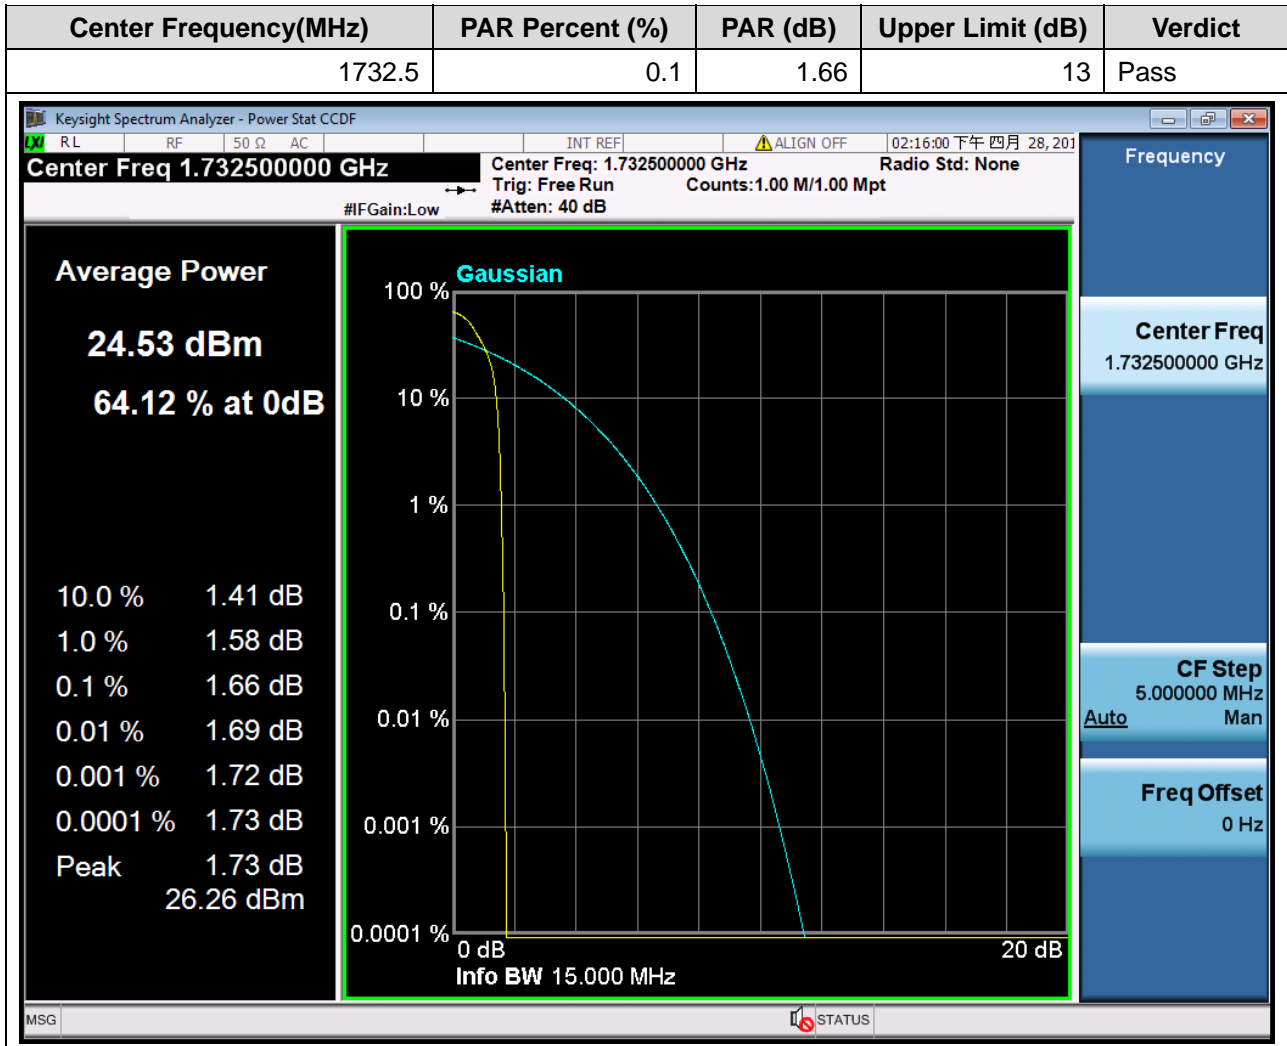 Center Frequency(MHz) PAR Percent (%) PAR (dB) Upper Limit (dB) Verdict
1732.5 0.1 1.66 13 Pass
Keysight Spectrum Analyzer - Power Stat CCDF
LXI RL RF 50 Ω AC INT REF ALIGN OFF 02:16:00 下午 四月 28, 201
Center Freq 1.732500000 GHz
Center Freq: 1.732500000 GHz Radio Std: None
Trig: Free Run Counts:1.00 M/1.00 Mpt
#IFGain:Low #Atten: 40 dB
Frequency
Average Power
24.53 dBm
64.12 % at 0dB
10.0 % 1.41 dB
1.0 % 1.58 dB
0.1 % 1.66 dB
0.01 % 1.69 dB
0.001 % 1.72 dB
0.0001 % 1.73 dB
Peak 1.73 dB
26.26 dBm
Gaussian
100 %
10 %
1 %
0.1 %
0.01 %
0.001 %
0.0001 %
0 dB 20 dB
Info BW 15.000 MHz
Center Freq
1.732500000 GHz
CF Step
5.000000 MHz
Auto Man
Freq Offset
0 Hz
MSG STATUS